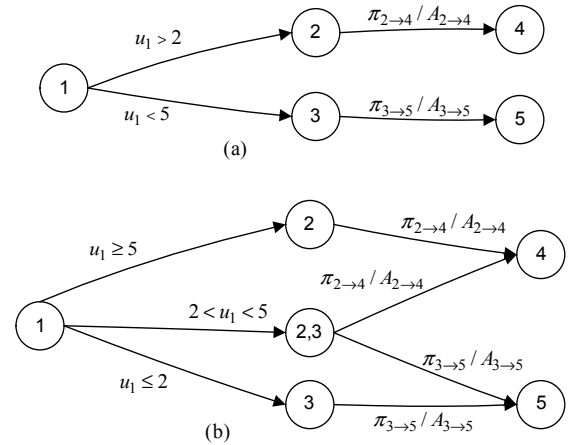 u₁ > 2
2
π₂→₄ / A₂→₄
4
1
u₁ < 5
3
π₃→₅ / A₃→₅
5
(a)
u₁ ≥ 5
2
π₂→₄ / A₂→₄
4
π₂→₄ / A₂→₄
1
2 < u₁ < 5
2,3
π₃→₅ / A₃→₅
u₁ ≤ 2
3
π₃→₅ / A₃→₅
5
(b)